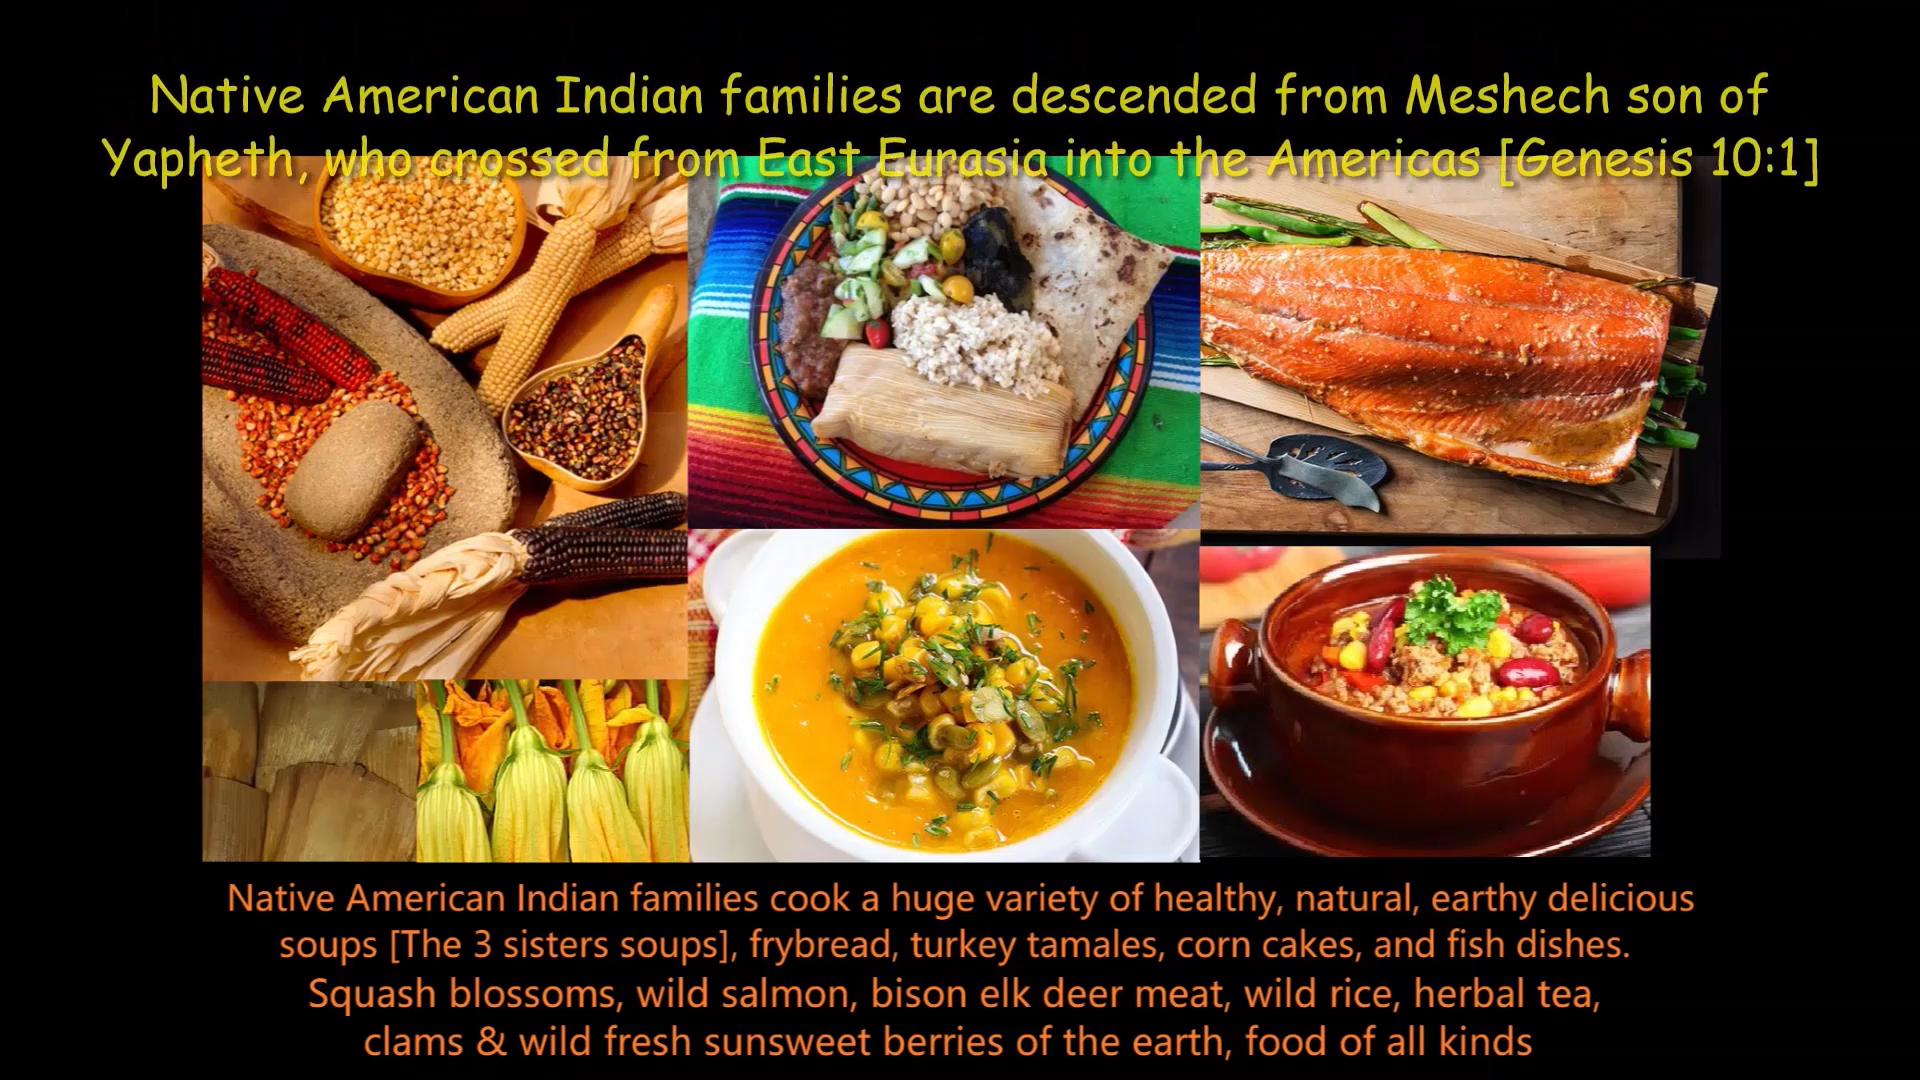 Native American Indian families are descended from Meshech son of
Yapheth, who crossed from East Eurasia into the Americas [Genesis 10:1]
Native American Indian families cook a huge variety of healthy, natural, earthy delicious
soups [The 3 sisters soups], frybread, turkey tamales, corn cakes, and fish dishes.
Squash blossoms, wild salmon, bison elk deer meat, wild rice, herbal tea,
clams & wild fresh sunsweet berries of the earth, food of all kinds